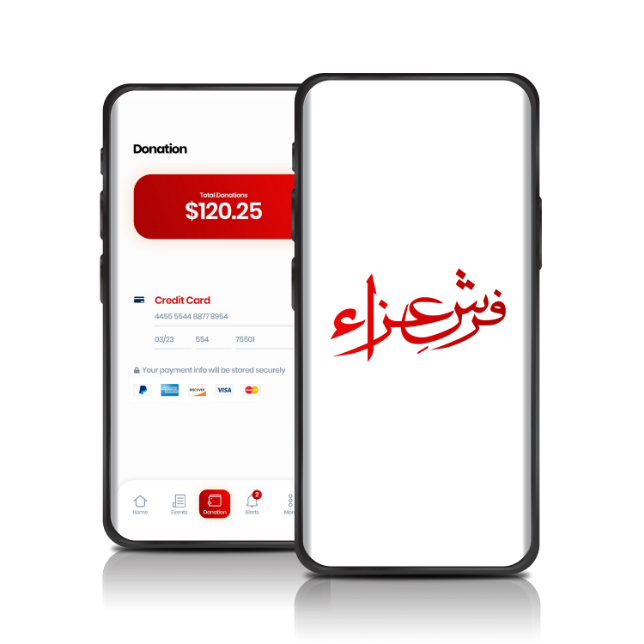 Donation
Total Donations
$120.25
Credit Card
4455 5544 8877 8954
03/23 554 75501
Your payment info will be stored securely
DISCOVER VISA
2
Home Events Donation Alerts
فرشِ عزاء